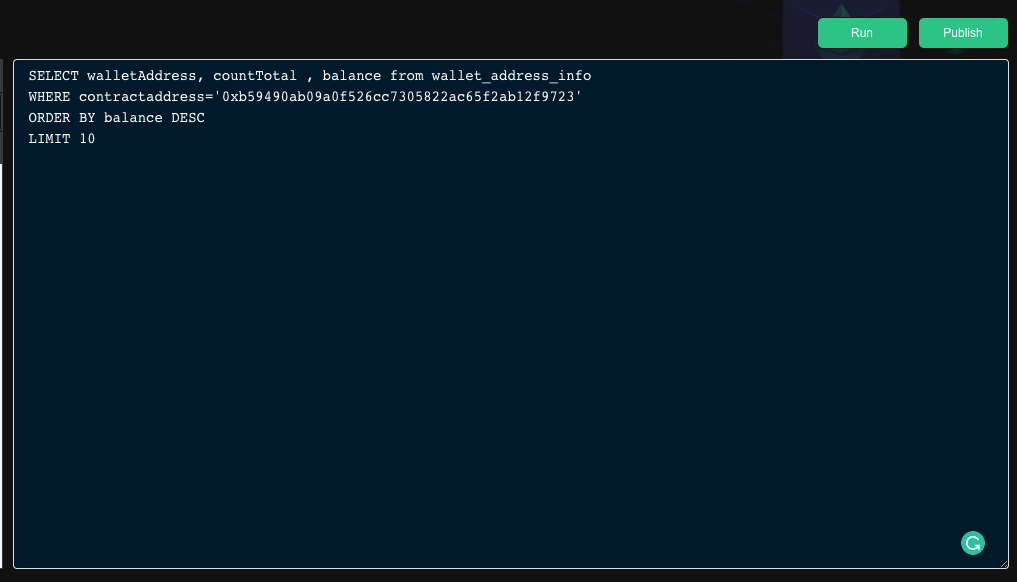 Run
Publish
SELECT walletAddress, countTotal , balance from wallet_address_info
WHERE contractaddress='0xb59490ab09a0f526cc7305822ac65f2ab12f9723'
ORDER BY balance DESC
LIMIT 10